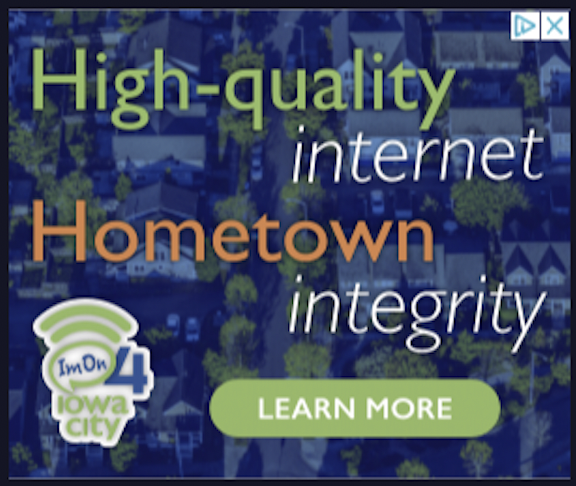 High-quality
internet
Hometown
integrity
ImOn 4
iowa
city
LEARN MORE